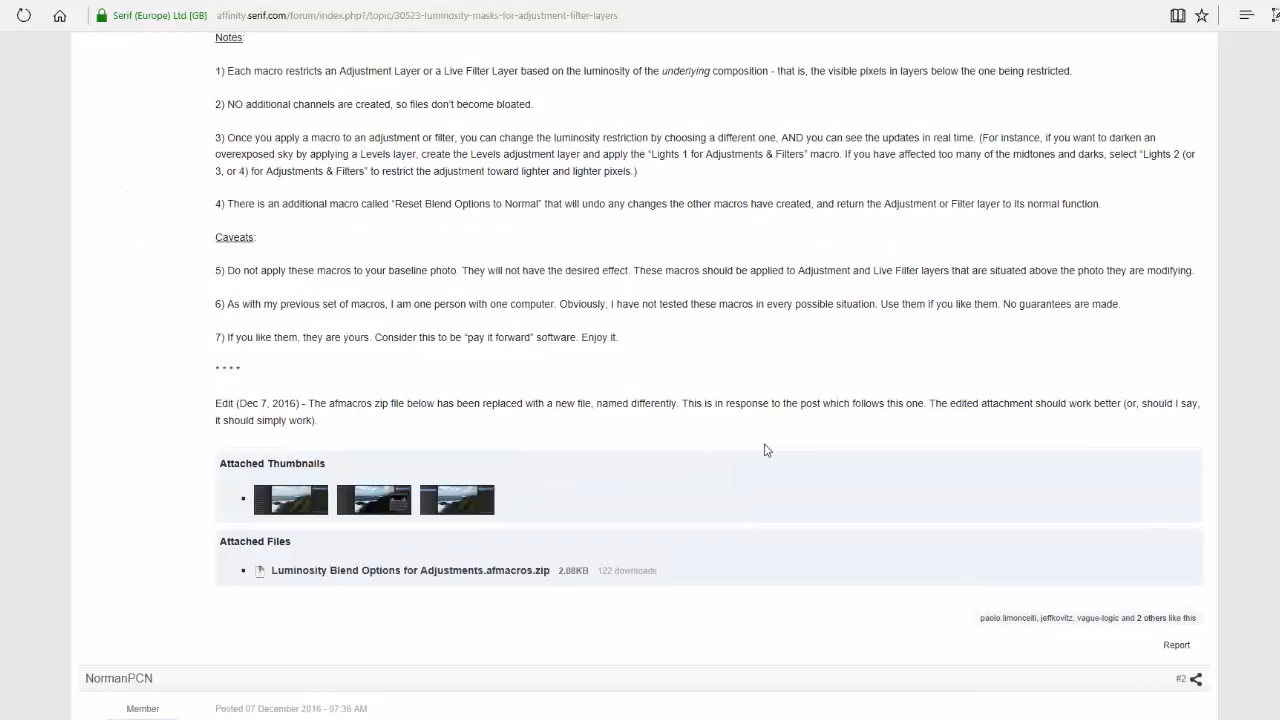 Serif (Europe) Ltd [GB] affinity.serif.com/forum/index.php?/topic/30523-luminosity-masks-for-adjustment-filter-layers
Notes:
1) Each macro restricts an Adjustment Layer or a Live Filter Layer based on the luminosity of the underlying composition - that is, the visible pixels in layers below the one being restricted.
2) NO additional channels are created, so files don't become bloated.
3) Once you apply a macro to an adjustment or filter, you can change the luminosity restriction by choosing a different one, AND you can see the updates in real time. (For instance, if you want to darken an
overexposed sky by applying a Levels layer, create the Levels adjustment layer and apply the “Lights 1 for Adjustments & Filters” macro. If you have affected too many of the midtones and darks, select “Lights 2 (or
3, or 4) for Adjustments & Filters” to restrict the adjustment toward lighter and lighter pixels.)
4) There is an additional macro called “Reset Blend Options to Normal” that will undo any changes the other macros have created, and return the Adjustment or Filter layer to its normal function.
Caveats:
5) Do not apply these macros to your baseline photo. They will not have the desired effect. These macros should be applied to Adjustment and Live Filter layers that are situated above the photo they are modifying.
6) As with my previous set of macros, I am one person with one computer. Obviously, I have not tested these macros in every possible situation. Use them if you like them. No guarantees are made.
7) If you like them, they are yours. Consider this to be “pay it forward” software. Enjoy it.
* * * *
Edit (Dec 7, 2016) - The afmacros zip file below has been replaced with a new file, named differently. This is in response to the post which follows this one. The edited attachment should work better (or, should I say,
it should simply work).
Attached Thumbnails
Attached Files
Luminosity Blend Options for Adjustments.afmacros.zip 2.08KB 122 downloads
paolo.limoncelli, jeffkovitz, vague-logic and 2 others like this
Report
NormanPCN #2
Member Posted 07 December 2016 - 07:36 AM